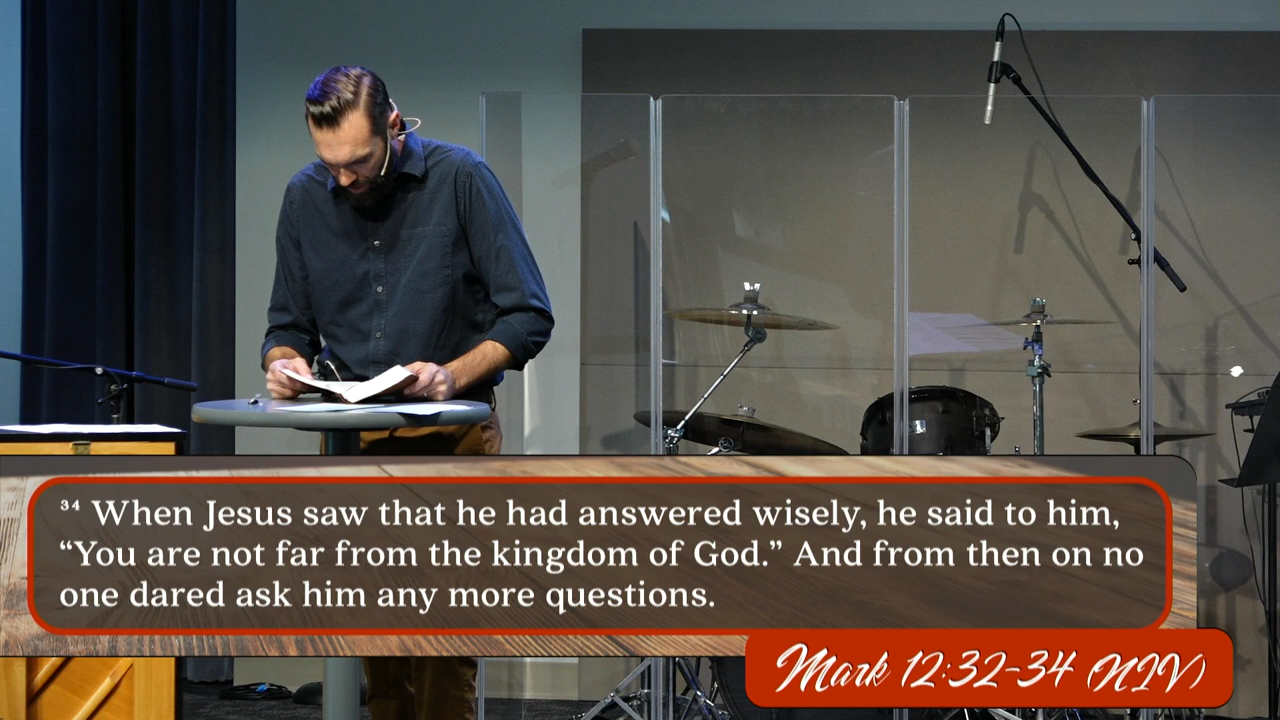 ³⁴ When Jesus saw that he had answered wisely, he said to him,
“You are not far from the kingdom of God.” And from then on no
one dared ask him any more questions.
Mark 12:32-34 (NIV)